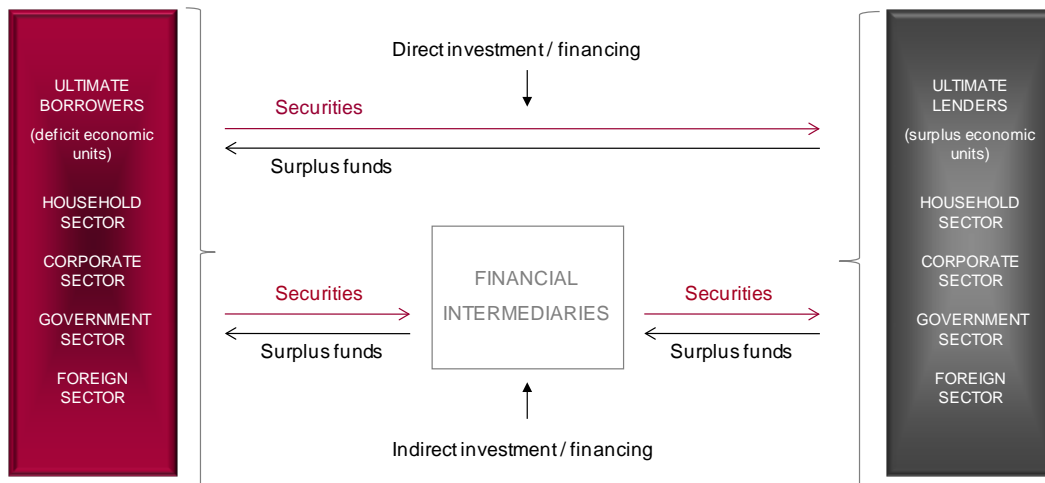 Direct investment / financing
ULTIMATE
BORROWERS
(deficit economic
units)
HOUSEHOLD
SECTOR
CORPORATE
SECTOR
GOVERNMENT
SECTOR
FOREIGN
SECTOR
Securities
Surplus funds
FINANCIAL
INTERMEDIARIES
Securities
Surplus funds
Securities
Surplus funds
Indirect investment / financing
ULTIMATE
LENDERS
(surplus economic
units)
HOUSEHOLD
SECTOR
CORPORATE
SECTOR
GOVERNMENT
SECTOR
FOREIGN
SECTOR